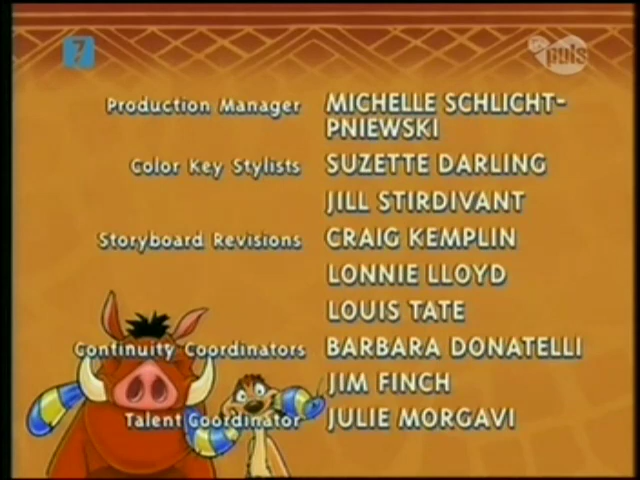 7
puls
Production Manager MICHELLE SCHLICHT-
PNIEWSKI
Color Key Stylists SUZETTE DARLING
JILL STIRDIVANT
Storyboard Revisions CRAIG KEMPLIN
LONNIE LLOYD
LOUIS TATE
Continuity Coordinators BARBARA DONATELLI
JIM FINCH
Talent Coordinator JULIE MORGAVI